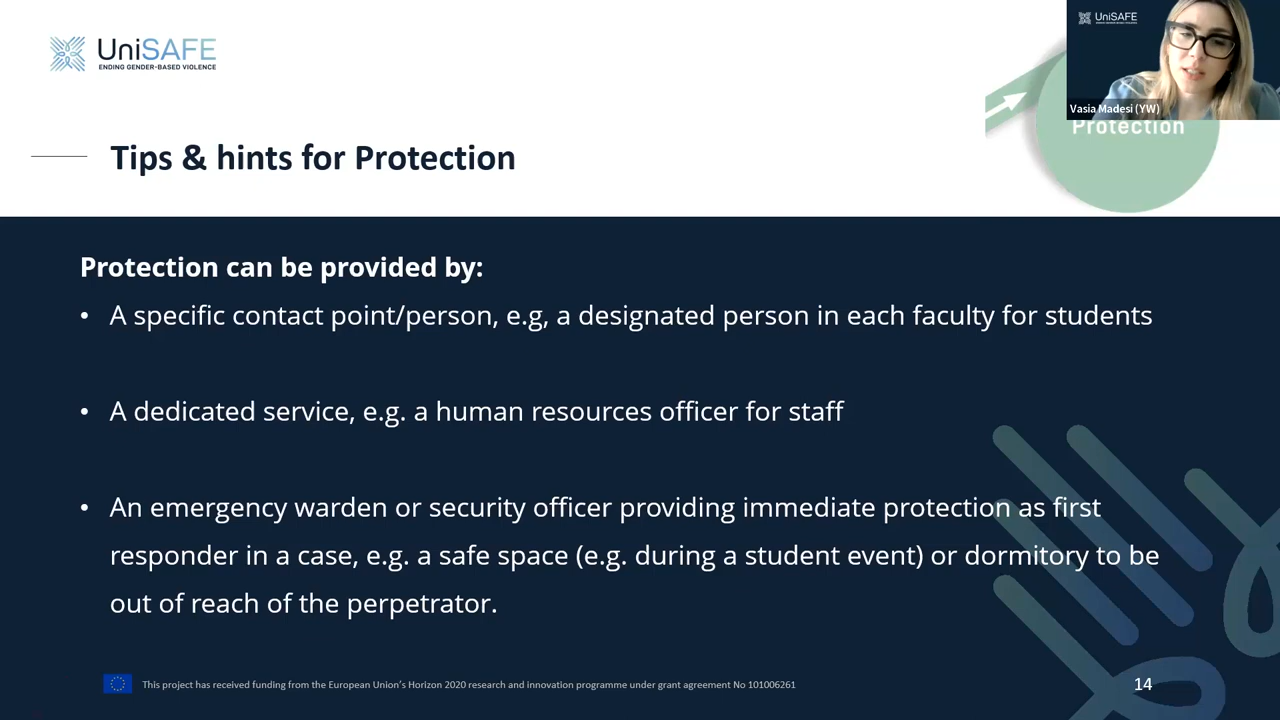 UniSAFE
ENDING GENDER-BASED VIOLENCE
UniSAFE
Vasia Madesi (YW)
Protection
Tips & hints for Protection
Protection can be provided by:
• A specific contact point/person, e.g, a designated person in each faculty for students
• A dedicated service, e.g. a human resources officer for staff
• An emergency warden or security officer providing immediate protection as first
responder in a case, e.g. a safe space (e.g. during a student event) or dormitory to be
out of reach of the perpetrator.
This project has received funding from the European Union's Horizon 2020 research and innovation programme under grant agreement No 101006261
14